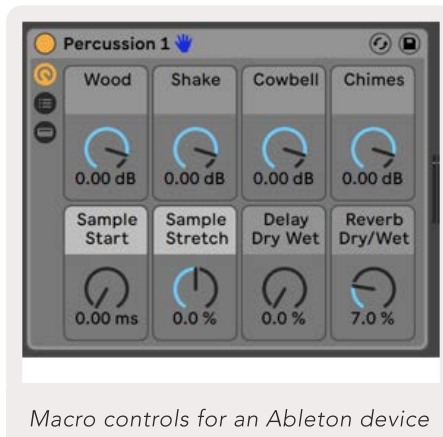 Percussion 1
Wood Shake Cowbell Chimes
0.00 dB 0.00 dB 0.00 dB 0.00 dB
Sample Sample Delay Reverb
Start Stretch Dry Wet Dry/Wet
0.00 ms 0.0 % 0.0 % 7.0 %
Macro controls for an Ableton device